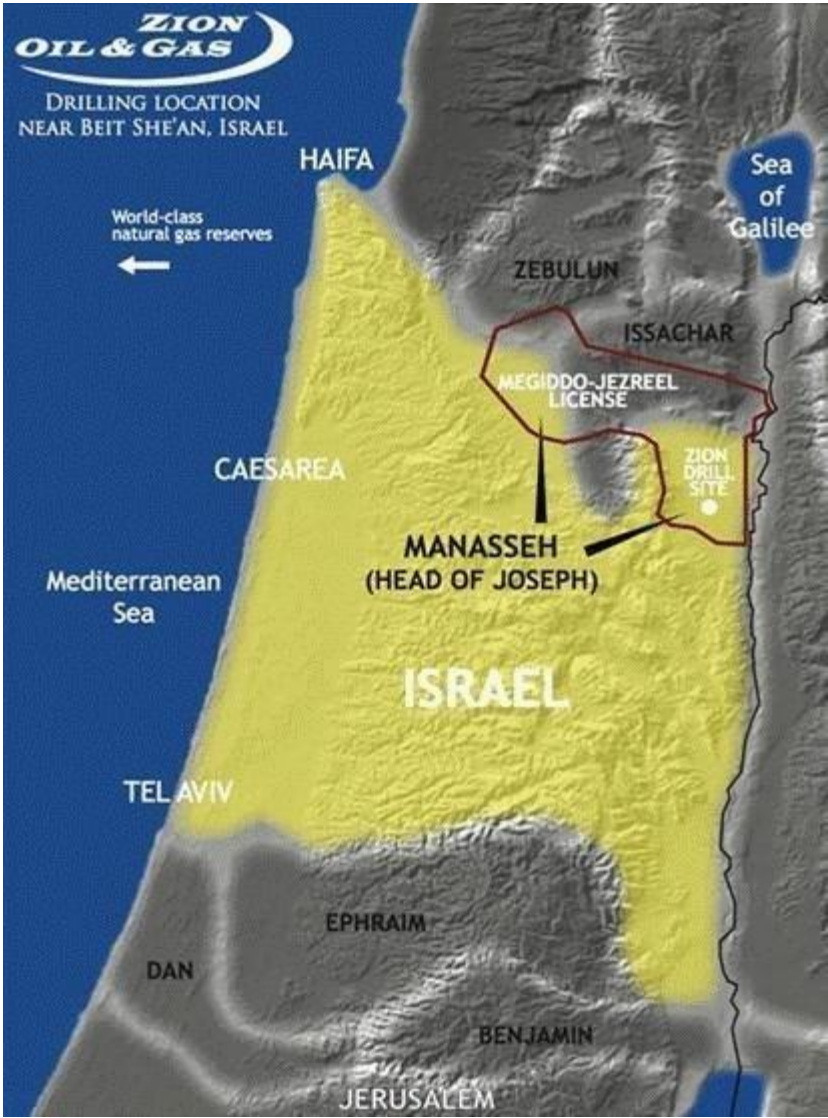 ZION
OIL & GAS
DRILLING LOCATION
NEAR BEIT SHE'AN, ISRAEL
HAIFA
Sea
of
Galilee
World-class
natural gas reserves
ZEBULUN
ISSACHAR
MEGIDDO-JEZREEL
LICENSE
CAESAREA
ZION
DRILL
SITE
MANASSEH
(HEAD OF JOSEPH)
Mediterranean
Sea
ISRAEL
TEL AVIV
EPHRAIM
DAN
BENJAMIN
JERUSALEM